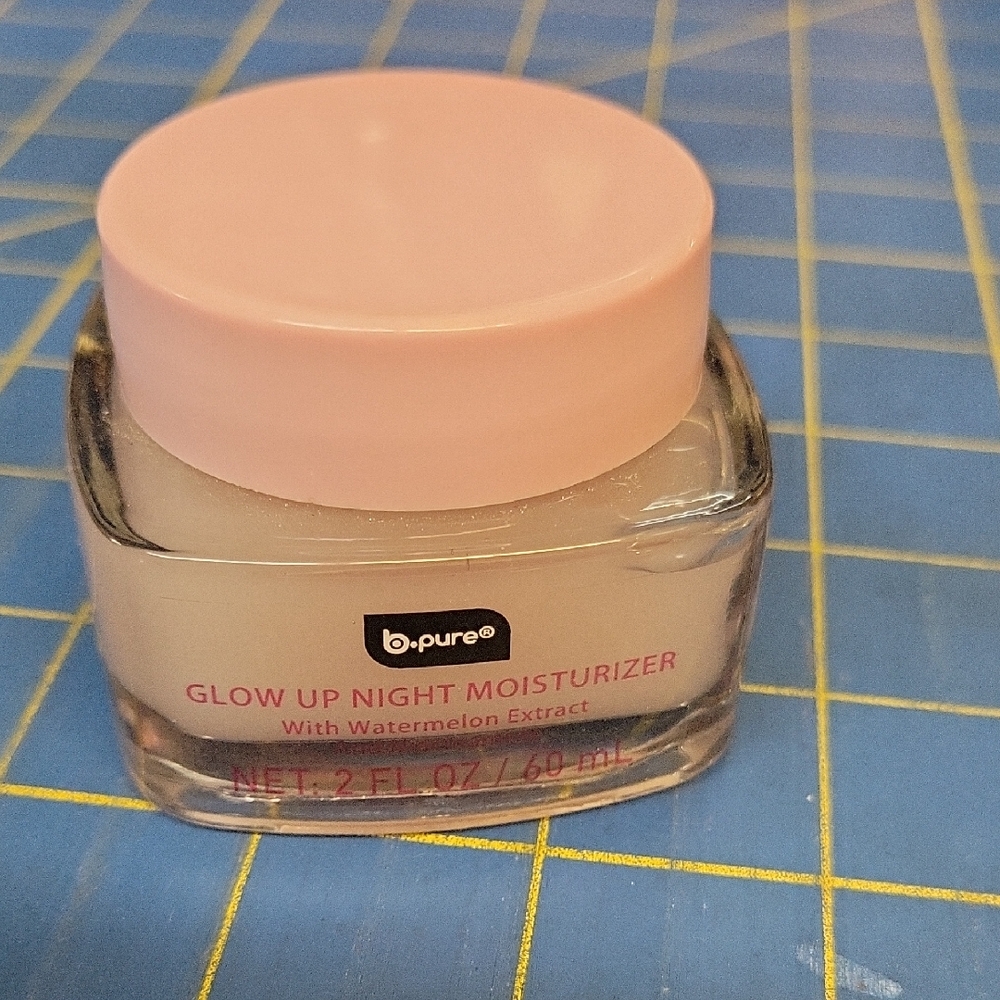 b.pure®
GLOW UP NIGHT MOISTURIZER
With Watermelon Extract
NET: 2 FL OZ / 60 mL